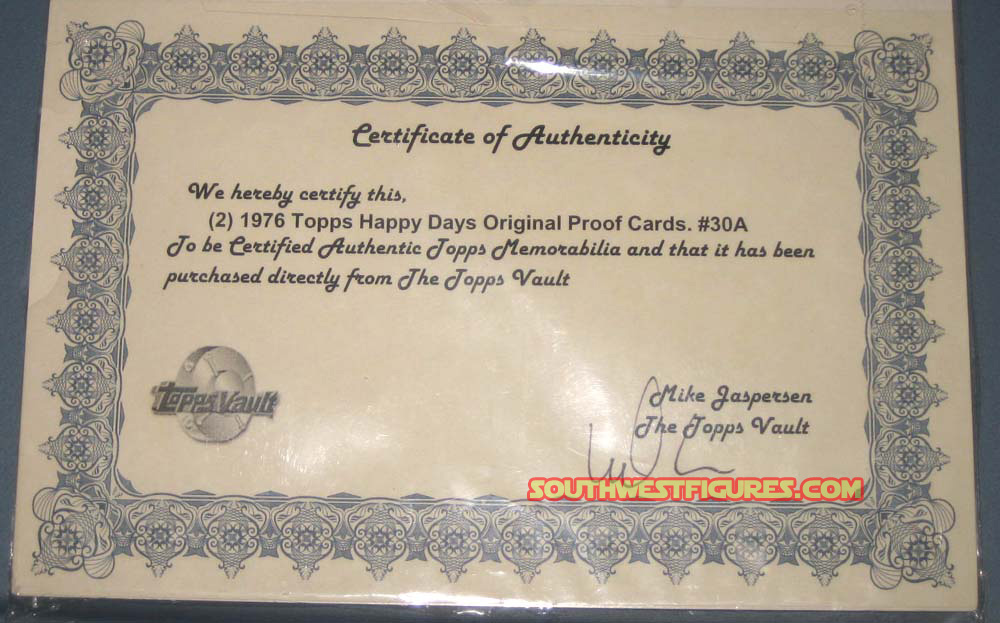 Certificate of Authenticity
We hereby certify this,
(2) 1976 Topps Happy Days Original Proof Cards. #30A
To be Certified Authentic Topps Memorabilia and that it has been
purchased directly from The Topps Vault
Topps Vault
Mike Jaspersen
The Topps Vault
SOUTHWESTFIGURES.COM